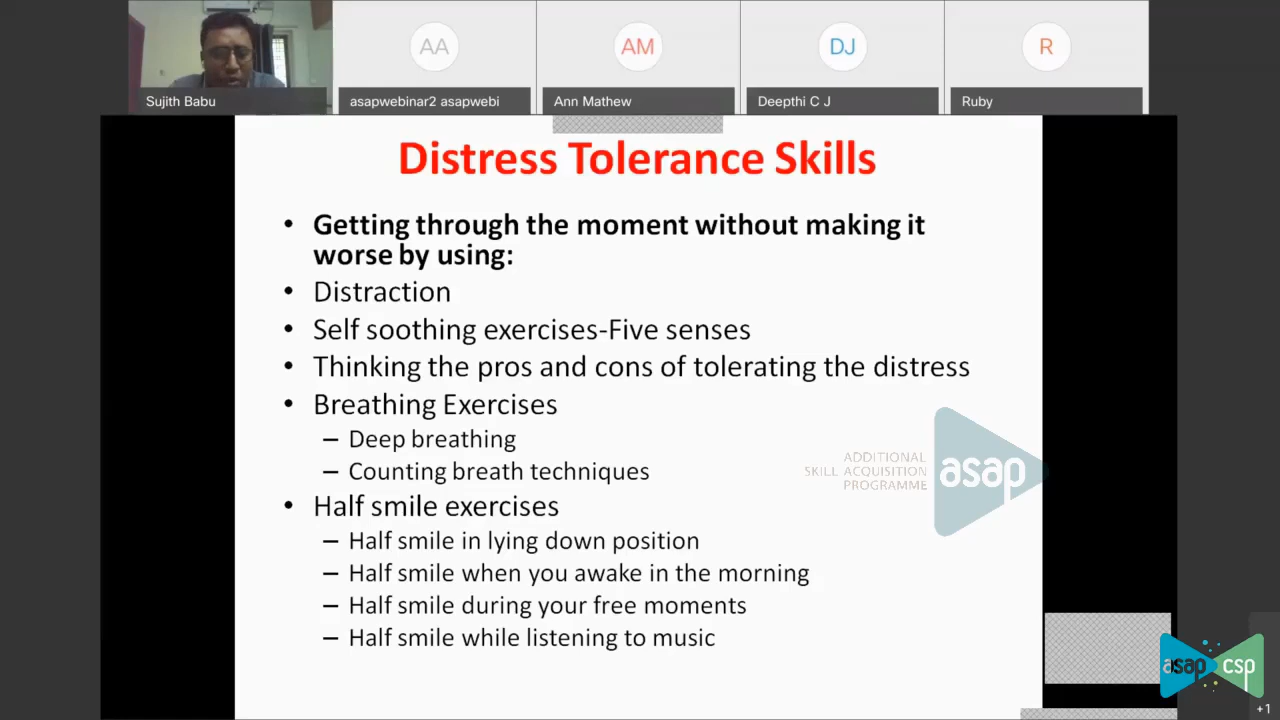 AA
AM
DJ
R
Sujith Babu
asapwebinar2 asapwebi
Ann Mathew
Deepthi C J
Ruby
Distress Tolerance Skills
• Getting through the moment without making it
worse by using:
• Distraction
• Self soothing exercises-Five senses
• Thinking the pros and cons of tolerating the distress
• Breathing Exercises
– Deep breathing
– Counting breath techniques
• Half smile exercises
– Half smile in lying down position
– Half smile when you awake in the morning
– Half smile during your free moments
– Half smile while listening to music
ADDITIONAL
SKILL ACQUISITION
PROGRAMME
asap
asap csp
+1